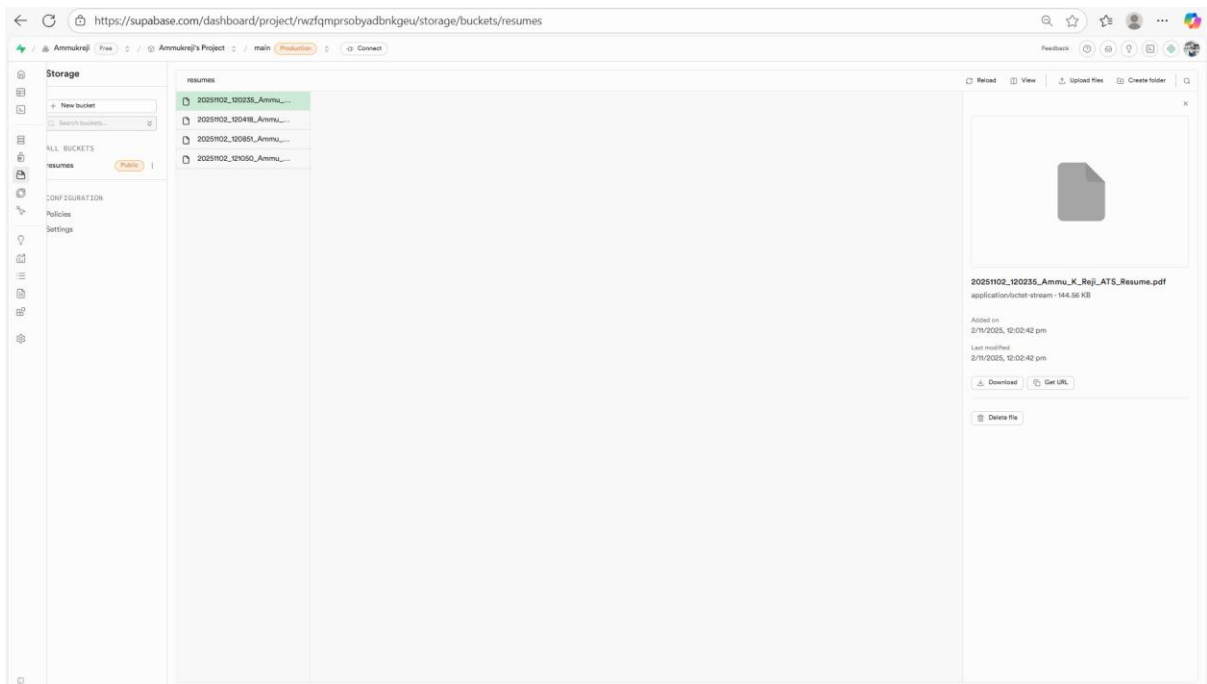 https://supabase.com/dashboard/project/rwzfqmprsobyadbnkgeu/storage/buckets/resumes
/ Ammukreji Free / Ammukreji's Project / main Production Connect
Feedback
Storage
New bucket
Search buckets...
ALL BUCKETS
resumes Public
CONFIGURATION
Policies
Settings
resumes
Reload View Upload files Create folder
20251102_120235_Ammu_...
20251102_120418_Ammu_...
20251102_120851_Ammu_...
20251102_121050_Ammu_...
20251102_120235_Ammu_K_Reji_ATS_Resume.pdf
application/octet-stream - 144.56 KB
Added on
2/11/2025, 12:02:42 pm
Last modified
2/11/2025, 12:02:42 pm
Download Get URL
Delete file